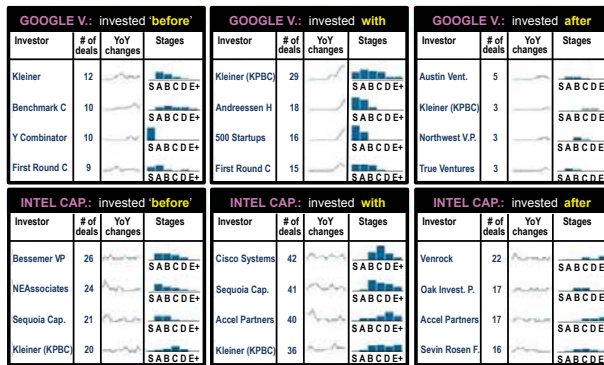 GOOGLE V.: invested 'before'
Investor # of deals YoY changes Stages
Kleiner 12 S A B C D E+
Benchmark C 10 S A B C D E+
Y Combinator 10 S A B C D E+
First Round C 9 S A B C D E+
GOOGLE V.: invested with
Investor # of deals YoY changes Stages
Kleiner (KPBC) 29 S A B C D E+
Andreessen H 18 S A B C D E+
500 Startups 16 S A B C D E+
First Round C 15 S A B C D E+
GOOGLE V.: invested after
Investor # of deals YoY changes Stages
Austin Vent. 5 S A B C D E+
Kleiner (KPBC) 3 S A B C D E+
Northwest V.P. 3 S A B C D E+
True Ventures 3 S A B C D E+
INTEL CAP.: invested 'before'
Investor # of deals YoY changes Stages
Bessemer VP 26 S A B C D E+
NEAssociates 24 S A B C D E+
Sequoia Cap. 21 S A B C D E+
Kleiner (KPBC) 20 S A B C D E+
INTEL CAP.: invested with
Investor # of deals YoY changes Stages
Cisco Systems 42 S A B C D E+
Sequoia Cap. 41 S A B C D E+
Accel Partners 40 S A B C D E+
Kleiner (KPBC) 36 S A B C D E+
INTEL CAP.: invested after
Investor # of deals YoY changes Stages
Venrock 22 S A B C D E+
Oak Invest. P. 17 S A B C D E+
Accel Partners 17 S A B C D E+
Sevin Rosen F. 16 S A B C D E+